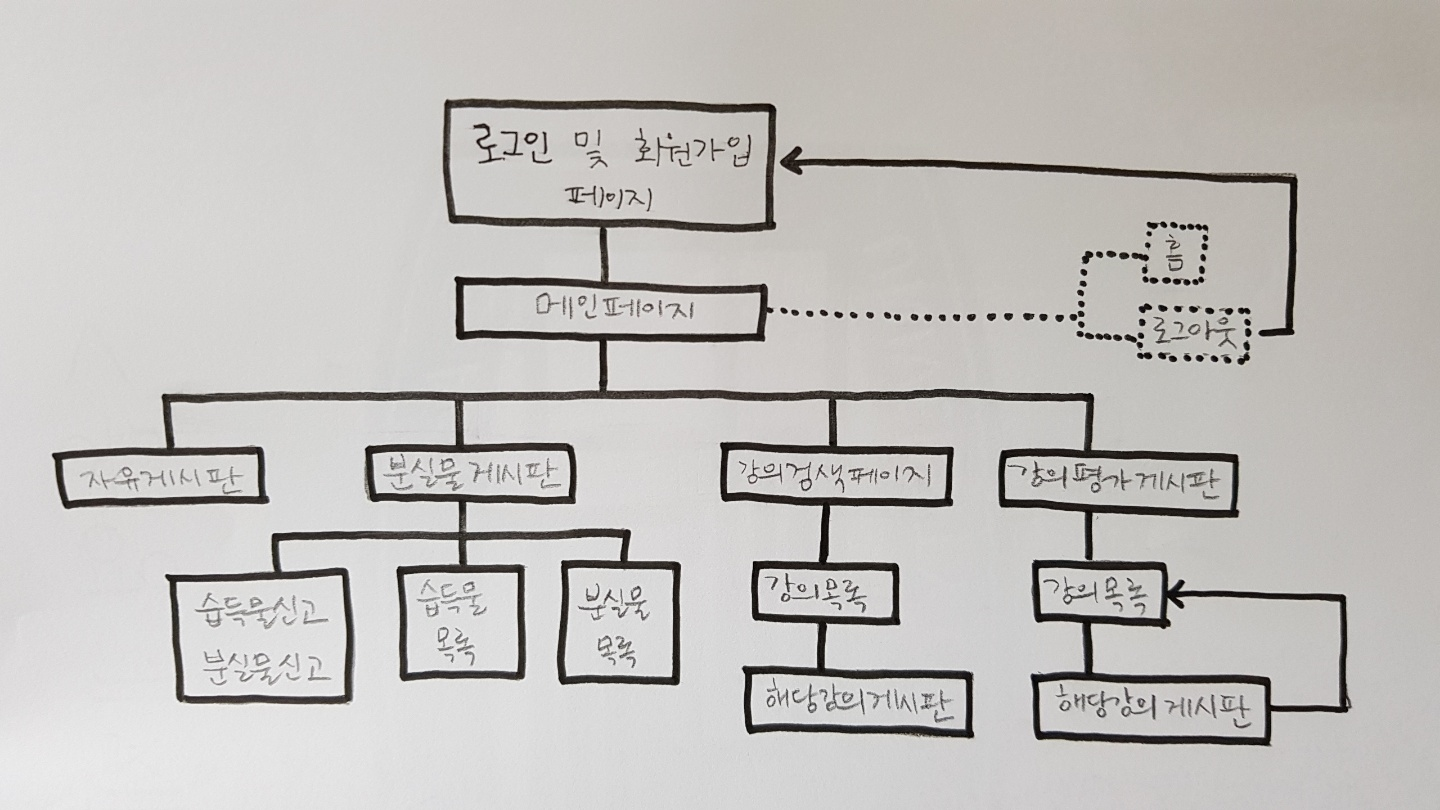 로그인 및 회원가입
페이지
홈
메인페이지
로그아웃
자유게시판
분실물게시판
강의검색페이지
강의평가게시판
습득물신고
분실물신고
습득물
목록
분실물
목록
강의목록
강의목록
해당강의게시판
해당강의게시판